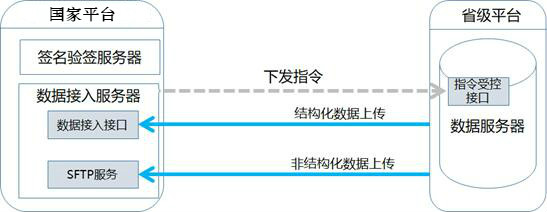 国家平台
签名验签服务器
数据接入服务器
数据接入接口
SFTP服务
下发指令
结构化数据上传
非结构化数据上传
省级平台
指令受控
接口
数据服务器